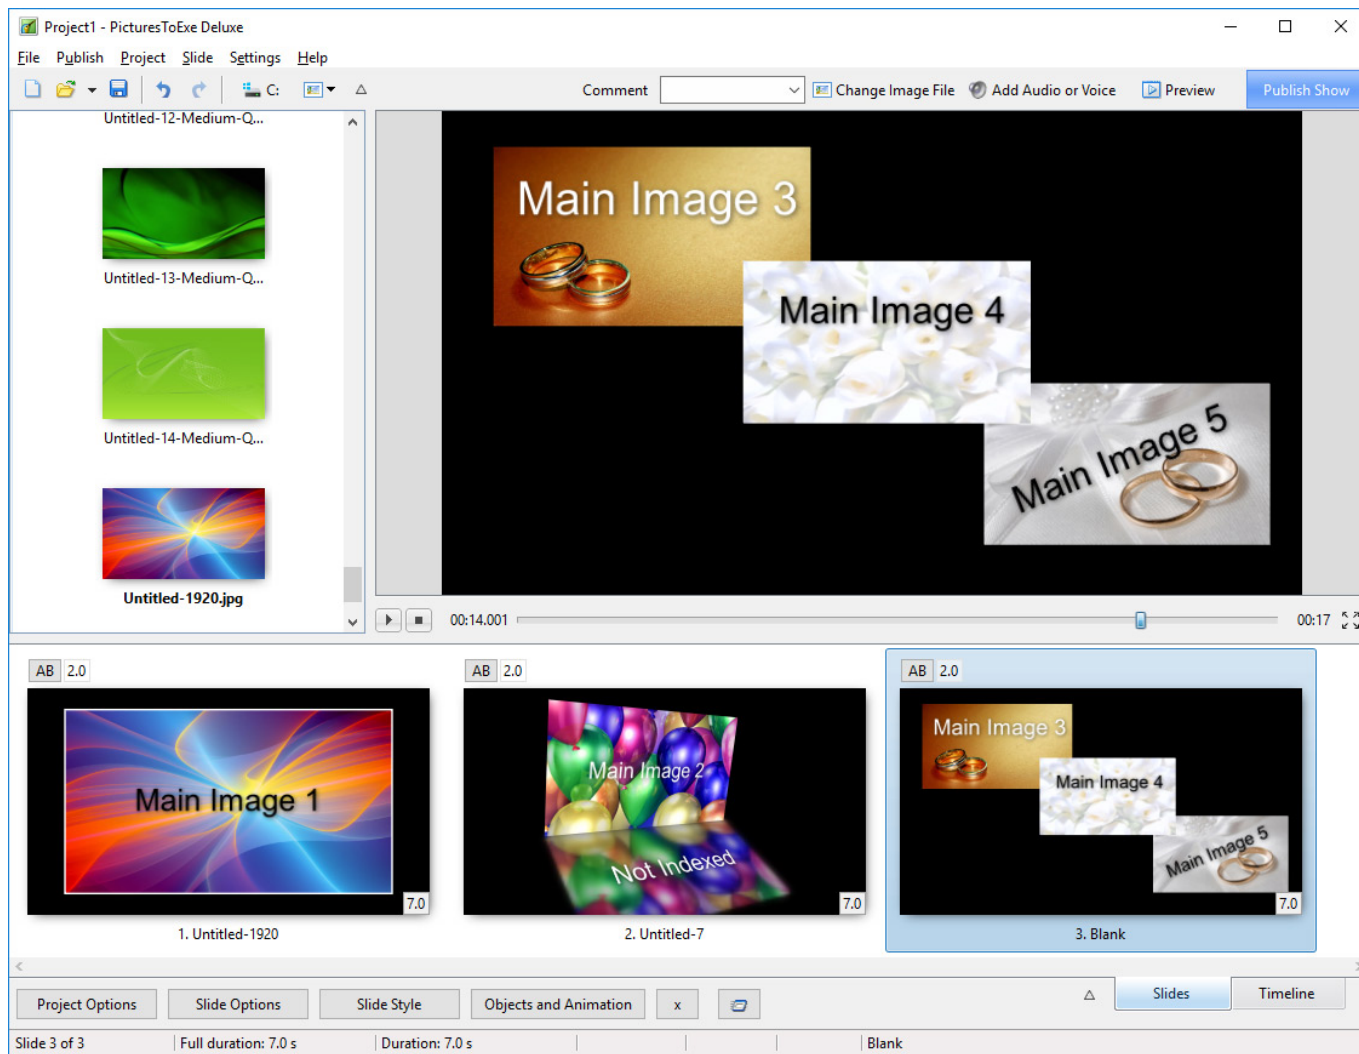 Project1 - PicturesToExe Deluxe
File Publish Project Slide Settings Help
C: Comment Change Image File Add Audio or Voice Preview Publish Show
Untitled-12-Medium-Q...
Untitled-13-Medium-Q...
Untitled-14-Medium-Q...
Untitled-1920.jpg
Main Image 3
Main Image 4
Main Image 5
00:14.001 00:17
AB 2.0
Main Image 1
7.0
1. Untitled-1920
AB 2.0
Main Image 2
Not Indexed
7.0
2. Untitled-7
AB 2.0
Main Image 3
Main Image 4
Main Image 5
7.0
3. Blank
Project Options Slide Options Slide Style Objects and Animation x Slides Timeline
Slide 3 of 3 Full duration: 7.0 s Duration: 7.0 s Blank